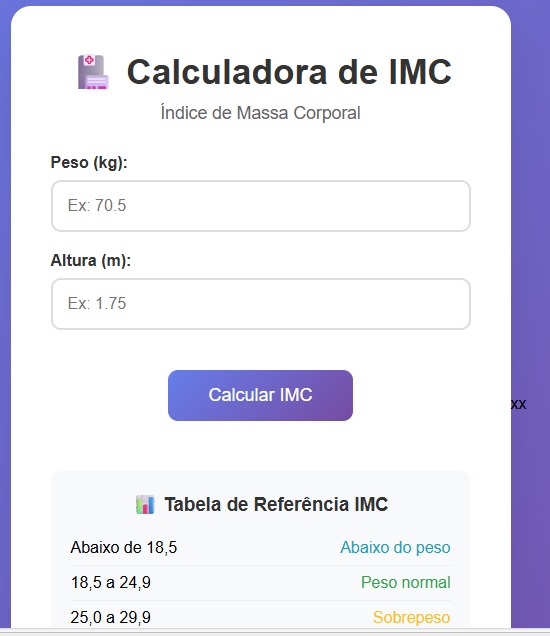 Calculadora de IMC
Índice de Massa Corporal
Peso (kg):
Ex: 70.5
Altura (m):
Ex: 1.75
Calcular IMC
xx
Tabela de Referência IMC
Abaixo de 18,5 Abaixo do peso
18,5 a 24,9 Peso normal
25,0 a 29,9 Sobrepeso